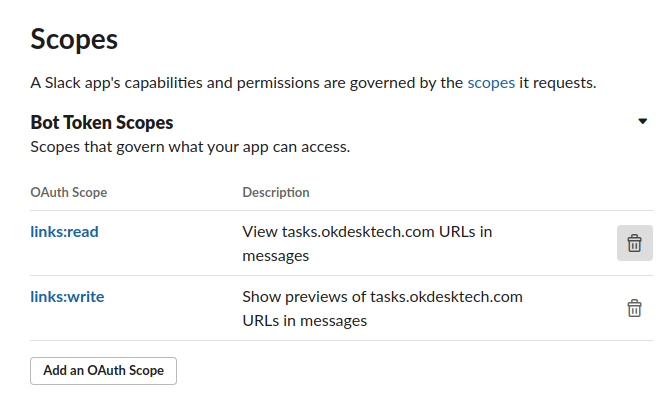 Scopes
A Slack app's capabilities and permissions are governed by the scopes it requests.
Bot Token Scopes
Scopes that govern what your app can access.
OAuth Scope Description
links:read View tasks.okdesktech.com URLs in
messages
links:write Show previews of tasks.okdesktech.com
URLs in messages
Add an OAuth Scope